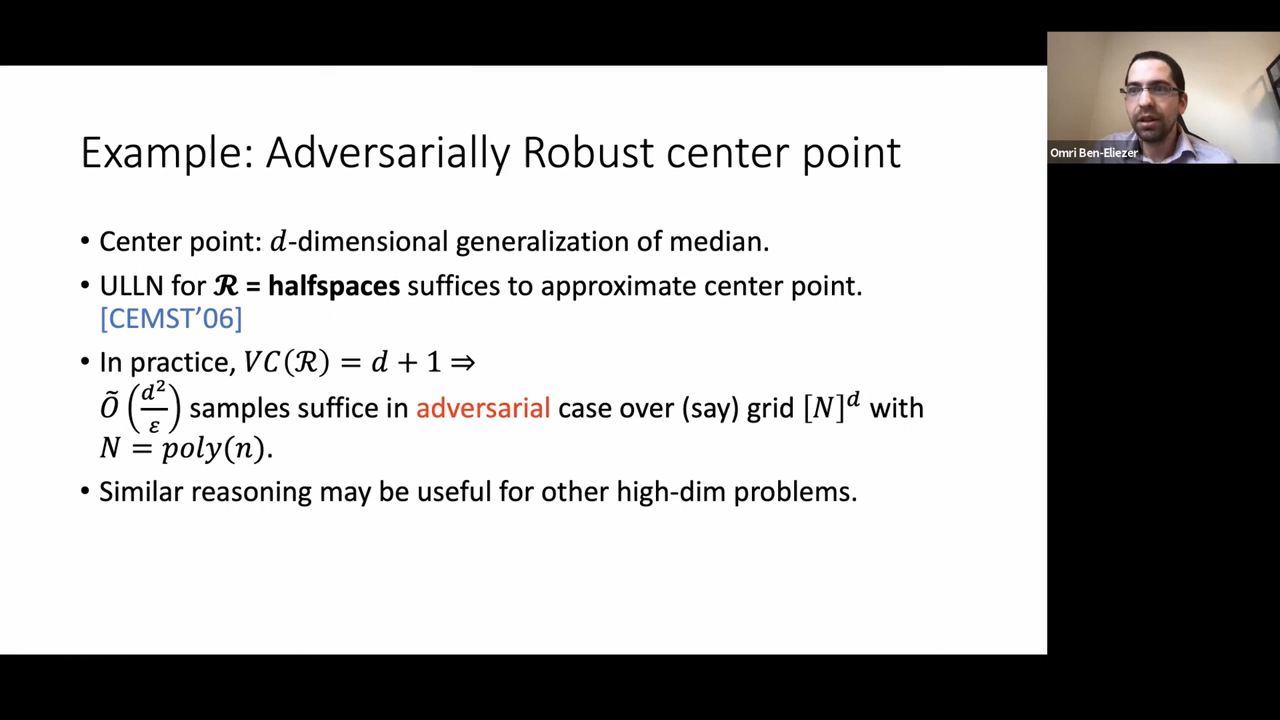 Example: Adversarially Robust center point
• Center point: d-dimensional generalization of median.
• ULLN for ℛ = halfspaces suffices to approximate center point.
[CEMST'06]
• In practice, VC(ℛ) = d + 1 ⇒
Õ(d²/ε) samples suffice in adversarial case over (say) grid [N]ᵈ with
N = poly(n).
• Similar reasoning may be useful for other high-dim problems.
Omri Ben-Eliezer